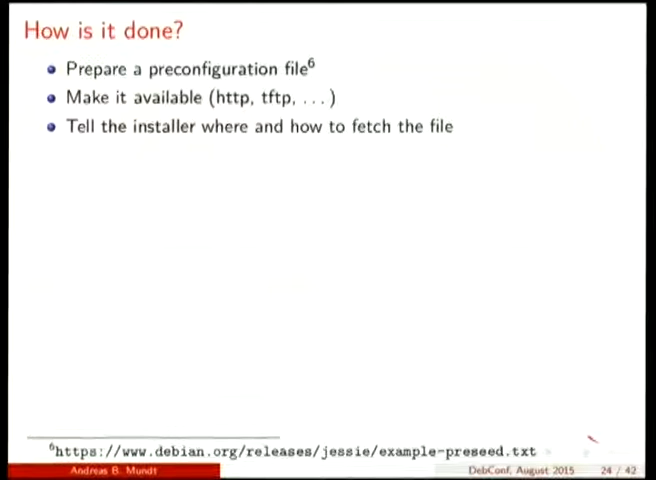 How is it done?
Prepare a preconfiguration file6
Make it available (http, tftp, ...)
Tell the installer where and how to fetch the file
6https://www.debian.org/releases/jessie/example-preseed.txt
Andreas B. Mundt DebConf, August 2015 24 / 42